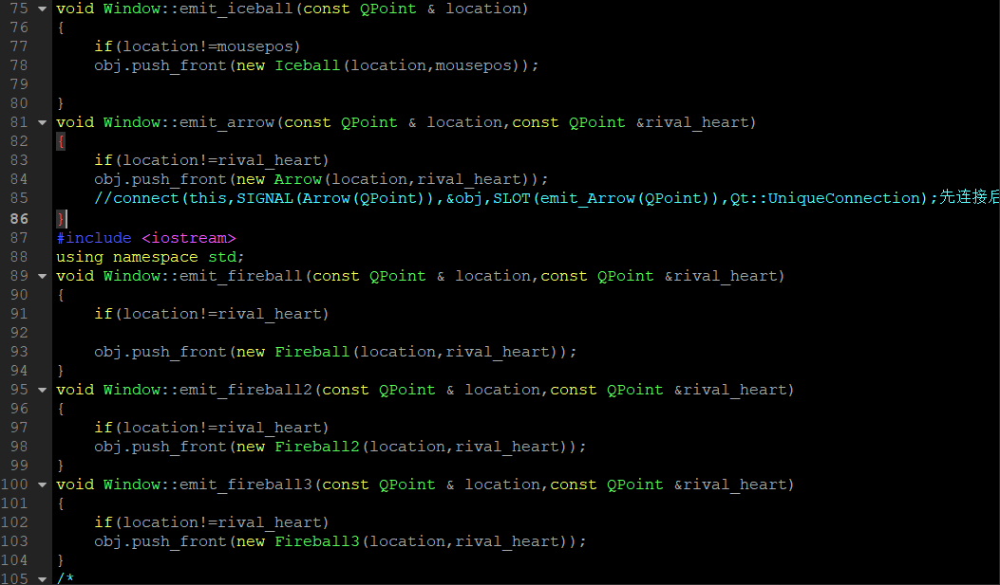 75 void Window::emit_iceball(const QPoint & location)
76 {
77     if(location!=mousepos)
78     obj.push_front(new Iceball(location,mousepos));
79
80 }
81 void Window::emit_arrow(const QPoint & location,const QPoint &rival_heart)
82 {
83     if(location!=rival_heart)
84     obj.push_front(new Arrow(location,rival_heart));
85     //connect(this,SIGNAL(Arrow(QPoint)),&obj,SLOT(emit_Arrow(QPoint)),Qt::UniqueConnection);先连接后
86 }
87 #include <iostream>
88 using namespace std;
89 void Window::emit_fireball(const QPoint & location,const QPoint &rival_heart)
90 {
91     if(location!=rival_heart)
92
93     obj.push_front(new Fireball(location,rival_heart));
94 }
95 void Window::emit_fireball2(const QPoint & location,const QPoint &rival_heart)
96 {
97     if(location!=rival_heart)
98     obj.push_front(new Fireball2(location,rival_heart));
99 }
100 void Window::emit_fireball3(const QPoint & location,const QPoint &rival_heart)
101 {
102     if(location!=rival_heart)
103     obj.push_front(new Fireball3(location,rival_heart));
104 }
105 /*